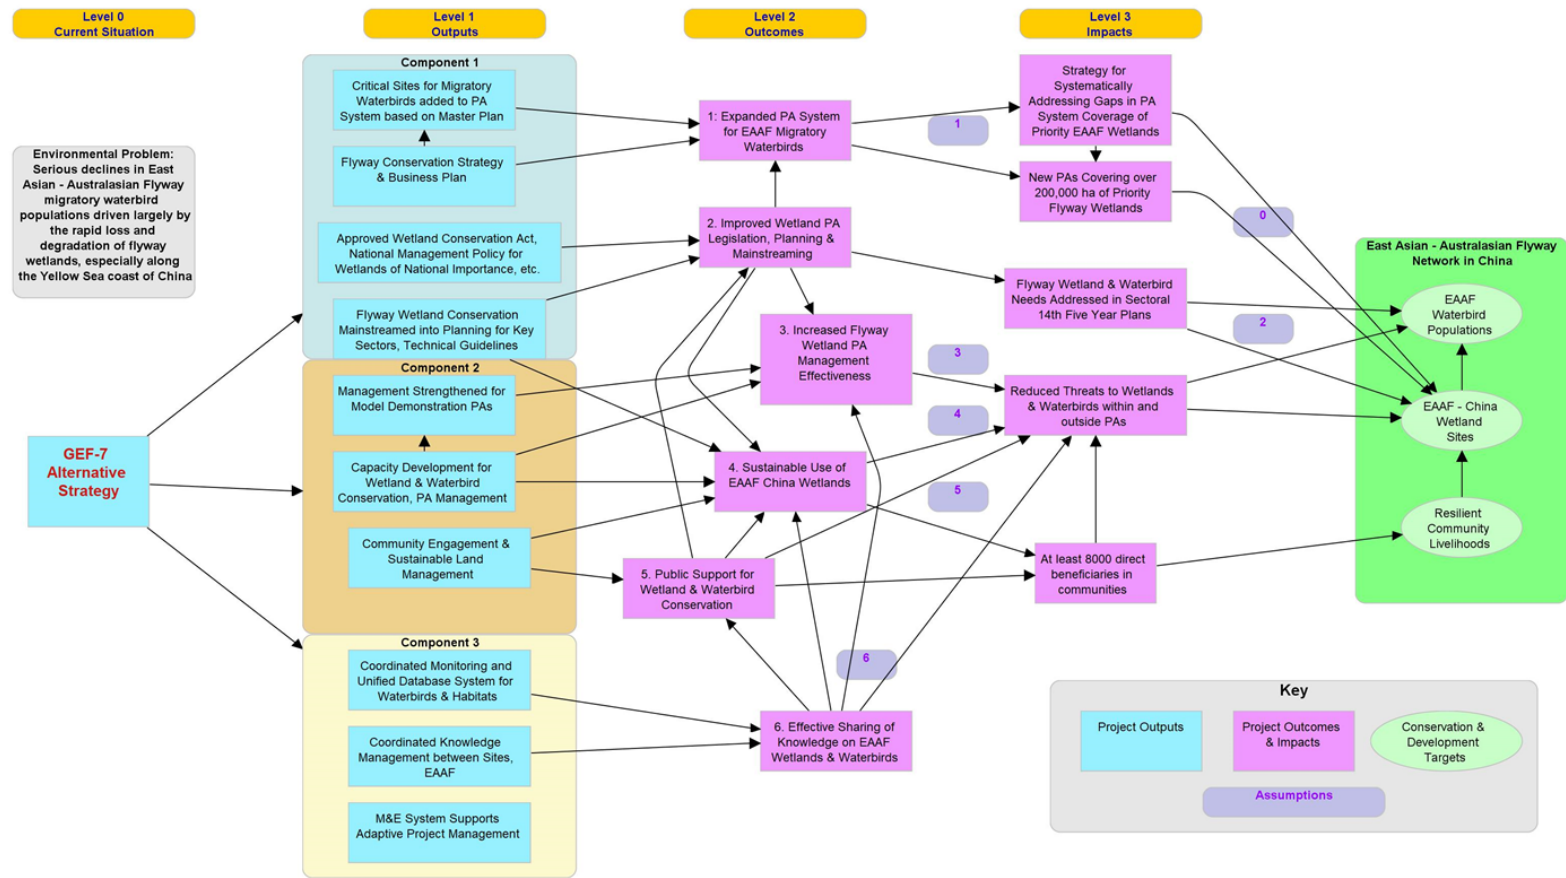 Level 0
Current Situation
Level 1
Outputs
Level 2
Outcomes
Level 3
Impacts
Environmental Problem:
Serious declines in East
Asian - Australasian Flyway
migratory waterbird
populations driven largely by
the rapid loss and
degradation of flyway
wetlands, especially along
the Yellow Sea coast of China
GEF-7
Alternative
Strategy
Component 1
Critical Sites for Migratory
Waterbirds added to PA
System based on Master Plan
Flyway Conservation Strategy
& Business Plan
Approved Wetland Conservation Act,
National Management Policy for
Wetlands of National Importance, etc.
Flyway Wetland Conservation
Mainstreamed into Planning for Key
Sectors, Technical Guidelines
Component 2
Management Strengthened for
Model Demonstration PAs
Capacity Development for
Wetland & Waterbird
Conservation, PA Management
Community Engagement &
Sustainable Land
Management
Component 3
Coordinated Monitoring and
Unified Database System for
Waterbirds & Habitats
Coordinated Knowledge
Management between Sites,
EAAF
M&E System Supports
Adaptive Project Management
1: Expanded PA System
for EAAF Migratory
Waterbirds
2. Improved Wetland PA
Legislation, Planning &
Mainstreaming
3. Increased Flyway
Wetland PA
Management
Effectiveness
4. Sustainable Use of
EAAF China Wetlands
5. Public Support for
Wetland & Waterbird
Conservation
6. Effective Sharing of
Knowledge on EAAF
Wetlands & Waterbirds
1
3
4
5
6
Strategy for
Systematically
Addressing Gaps in PA
System Coverage of
Priority EAAF Wetlands
New PAs Covering over
200,000 ha of Priority
Flyway Wetlands
Flyway Wetland & Waterbird
Needs Addressed in Sectoral
14th Five Year Plans
Reduced Threats to Wetlands
& Waterbirds within and
outside PAs
At least 8000 direct
beneficiaries in
communities
0
2
East Asian - Australasian Flyway
Network in China
EAAF
Waterbird
Populations
EAAF - China
Wetland
Sites
Resilient
Community
Livelihoods
Key
Project Outputs
Project Outcomes
& Impacts
Conservation &
Development
Targets
Assumptions